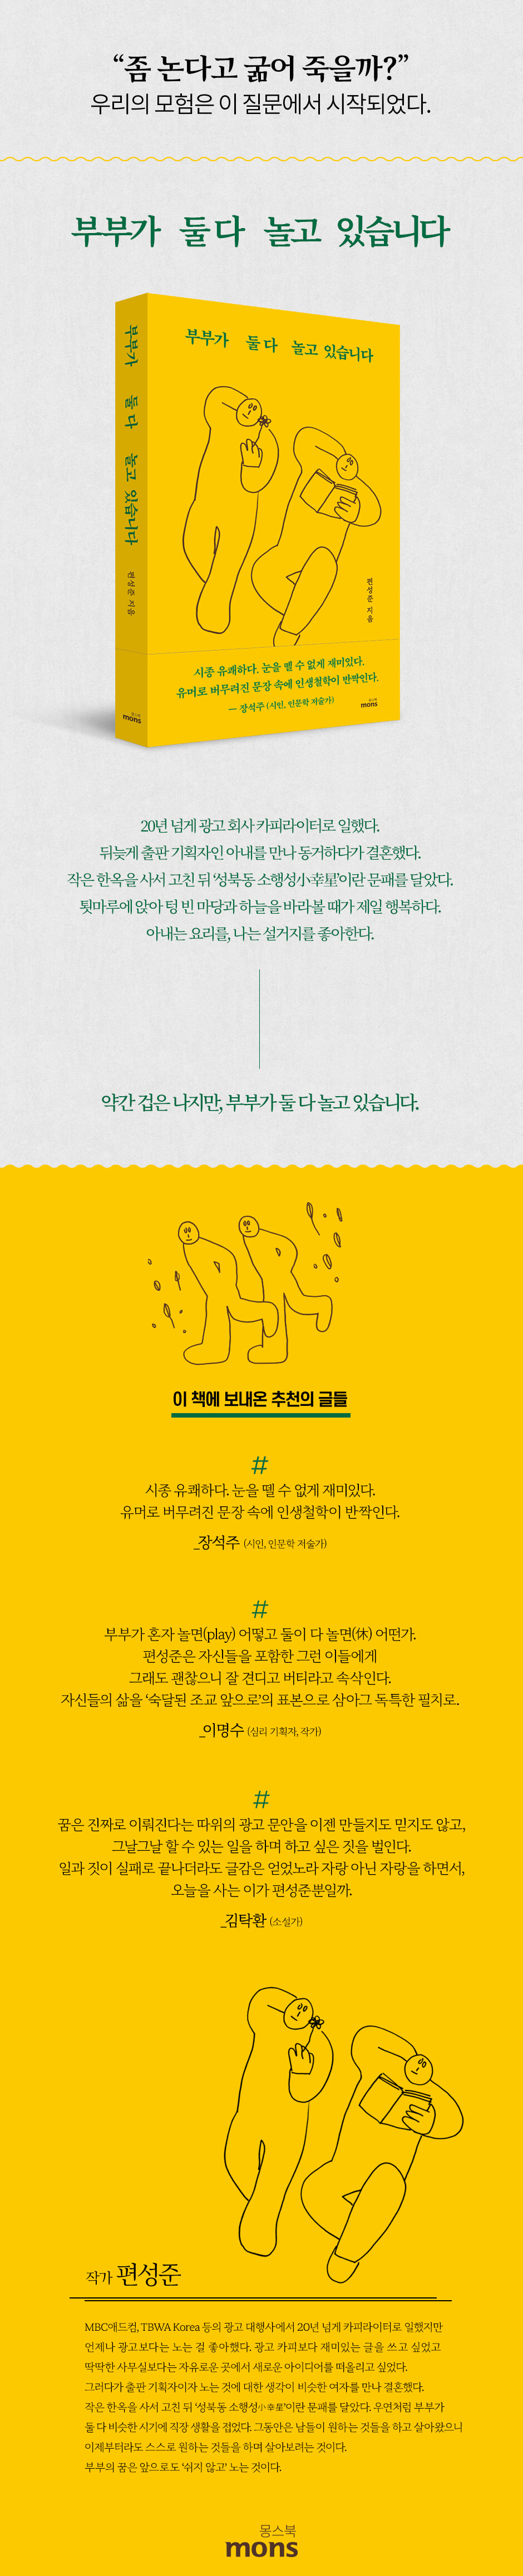 “좀 논다고 굶어 죽을까?”
우리의 모험은 이 질문에서 시작되었다.
부부가 둘 다 놀고 있습니다
부부가 둘 다 놀고 있습니다
편성준 지음
몽스북
mons
부부가 둘 다 놀고 있습니다
편성준 지음
시종 유쾌하다. 눈을 뗄 수 없게 재미있다.
유머로 버무려진 문장 속에 인생철학이 반짝인다.
— 장석주 (시인, 인문학 저술가)
몽스북
mons
20년 넘게 광고 회사 카피라이터로 일했다.
뒤늦게 출판 기획자인 아내를 만나 동거하다가 결혼했다.
작은 한옥을 사서 고친 뒤 ‘성북동 소행성小幸星’이란 문패를 달았다.
툇마루에 앉아 텅 빈 마당과 하늘을 바라볼 때가 제일 행복하다.
아내는 요리를, 나는 설거지를 좋아한다.
약간 겁은 나지만, 부부가 둘 다 놀고 있습니다.
이 책에 보내온 추천의 글들
#
시종 유쾌하다. 눈을 뗄 수 없게 재미있다.
유머로 버무려진 문장 속에 인생철학이 반짝인다.
_장석주 (시인, 인문학 저술가)
#
부부가 혼자 놀면(play) 어떻고 둘이 다 놀면(休) 어떤가.
편성준은 자신들을 포함한 그런 이들에게
그래도 괜찮으니 잘 견디고 버티라고 속삭인다.
자신들의 삶을 ‘숙달된 조교 앞으로’의 표본으로 삼아 그 독특한 필치로.
_이명수 (심리 기획자, 작가)
#
꿈은 진짜로 이뤄진다는 따위의 광고 문안을 이젠 만들지도 믿지도 않고,
그날그날 할 수 있는 일을 하며 하고 싶은 짓을 벌인다.
일과 짓이 실패로 끝나더라도 글감은 얻었노라 자랑 아닌 자랑을 하면서,
오늘을 사는 이가 편성준뿐일까.
_김탁환 (소설가)
작가 편성준
MBC애드컴, TBWA Korea 등의 광고 대행사에서 20년 넘게 카피라이터로 일했지만
언제나 광고보다는 노는 걸 좋아했다. 광고 카피보다 재미있는 글을 쓰고 싶었고
딱딱한 사무실보다는 자유로운 곳에서 새로운 아이디어를 떠올리고 싶었다.
그러다가 출판 기획자이자 노는 것에 대한 생각이 비슷한 여자를 만나 결혼했다.
작은 한옥을 사서 고친 뒤 ‘성북동 소행성小幸星’이란 문패를 달았다. 우연처럼 부부가
둘 다 비슷한 시기에 직장 생활을 접었다. 그동안은 남들이 원하는 것들을 하고 살아왔으니
이제부터라도 스스로 원하는 것들을 하며 살아보려는 것이다.
부부의 꿈은 앞으로도 ‘쉬지 않고’ 노는 것이다.
몽스북
mons